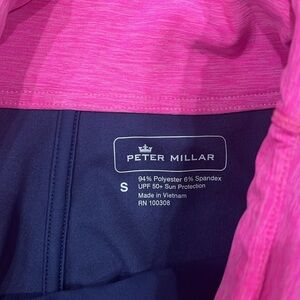 PETER MILLAR
94% Polyester 6% Spandex
S UPF 50+ Sun Protection
Made in Vietnam
RN 100308